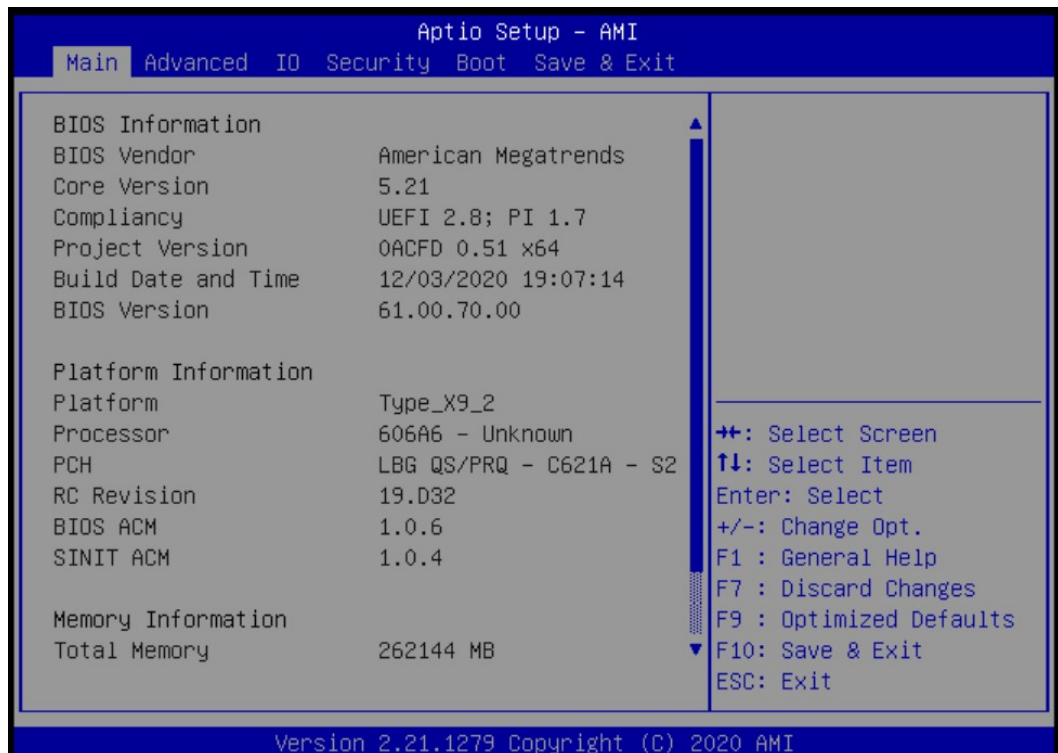 Aptio Setup - AMI
Main Advanced IO Security Boot Save & Exit
BIOS Information
BIOS Vendor American Megatrends
Core Version 5.21
Compliancy UEFI 2.8; PI 1.7
Project Version 0ACFD 0.51 x64
Build Date and Time 12/03/2020 19:07:14
BIOS Version 61.00.70.00
Platform Information
Platform Type_X9_2
Processor 606A6 - Unknown
PCH LBG QS/PRQ - C621A - S2
RC Revision 19.D32
BIOS ACM 1.0.6
SINIT ACM 1.0.4
Memory Information
Total Memory 262144 MB
→←: Select Screen
↑↓: Select Item
Enter: Select
+/-: Change Opt.
F1 : General Help
F7 : Discard Changes
F9 : Optimized Defaults
F10: Save & Exit
ESC: Exit
Version 2.21.1279 Copyright (C) 2020 AMI